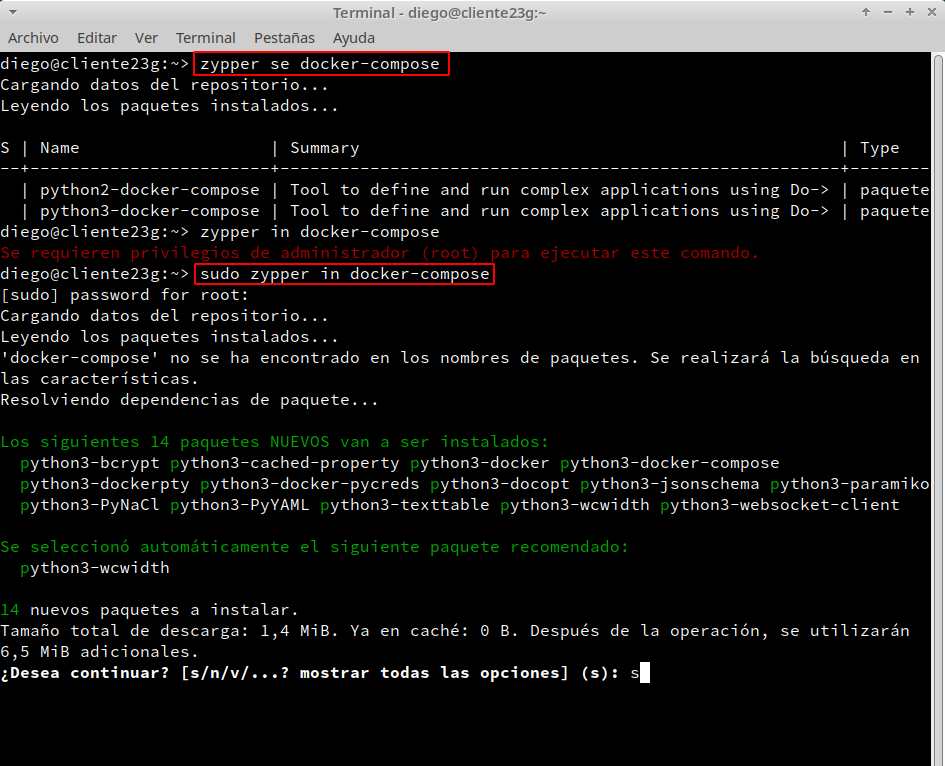 Terminal - diego@cliente23g:~
Archivo Editar Ver Terminal Pestañas Ayuda
diego@cliente23g:~> zypper se docker-compose
Cargando datos del repositorio...
Leyendo los paquetes instalados...
S | Name | Summary | Type
--+------------------------+--------------------------------------------------------+--------
| python2-docker-compose | Tool to define and run complex applications using Do-> | paquete
| python3-docker-compose | Tool to define and run complex applications using Do-> | paquete
diego@cliente23g:~> zypper in docker-compose
Se requieren privilegios de administrador (root) para ejecutar este comando.
diego@cliente23g:~> sudo zypper in docker-compose
[sudo] password for root:
Cargando datos del repositorio...
Leyendo los paquetes instalados...
'docker-compose' no se ha encontrado en los nombres de paquetes. Se realizará la búsqueda en
las características.
Resolviendo dependencias de paquete...
Los siguientes 14 paquetes NUEVOS van a ser instalados:
python3-bcrypt python3-cached-property python3-docker python3-docker-compose
python3-dockerpty python3-docker-pycreds python3-docopt python3-jsonschema python3-paramiko
python3-PyNaCl python3-PyYAML python3-texttable python3-wcwidth python3-websocket-client
Se seleccionó automáticamente el siguiente paquete recomendado:
python3-wcwidth
14 nuevos paquetes a instalar.
Tamaño total de descarga: 1,4 MiB. Ya en caché: 0 B. Después de la operación, se utilizarán
6,5 MiB adicionales.
¿Desea continuar? [s/n/v/...? mostrar todas las opciones] (s): s